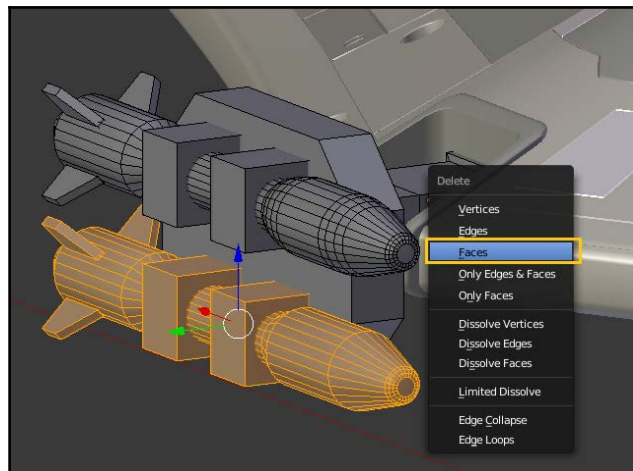 Delete
Vertices
Edges
Faces
Only Edges & Faces
Only Faces
Dissolve Vertices
Dissolve Edges
Dissolve Faces
Limited Dissolve
Edge Collapse
Edge Loops